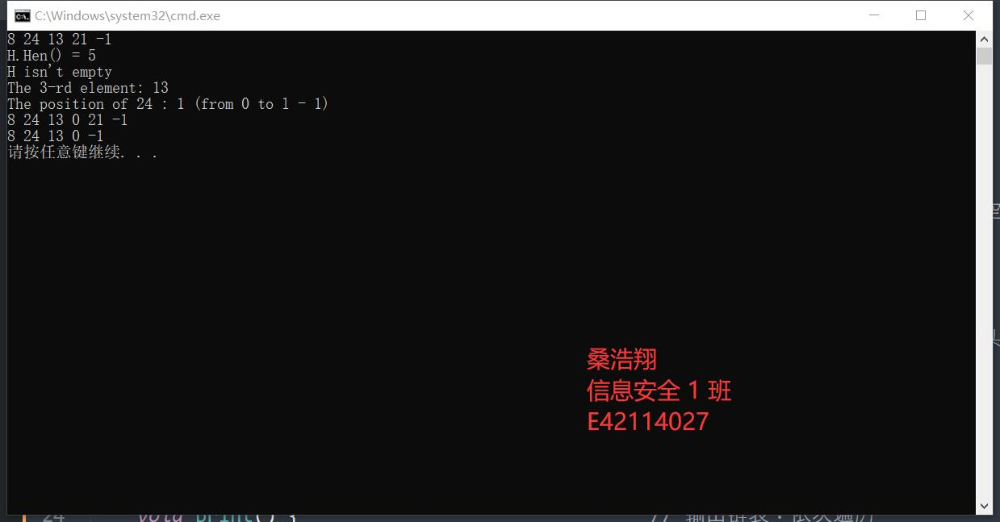 C:\Windows\system32\cmd.exe
8 24 13 21 -1
H.Hen() = 5
H isn't empty
The 3-rd element: 13
The position of 24 : 1 (from 0 to l - 1)
8 24 13 0 21 -1
8 24 13 0 -1
请按任意键继续. . .
桑浩翔
信息安全 1 班
E42114027